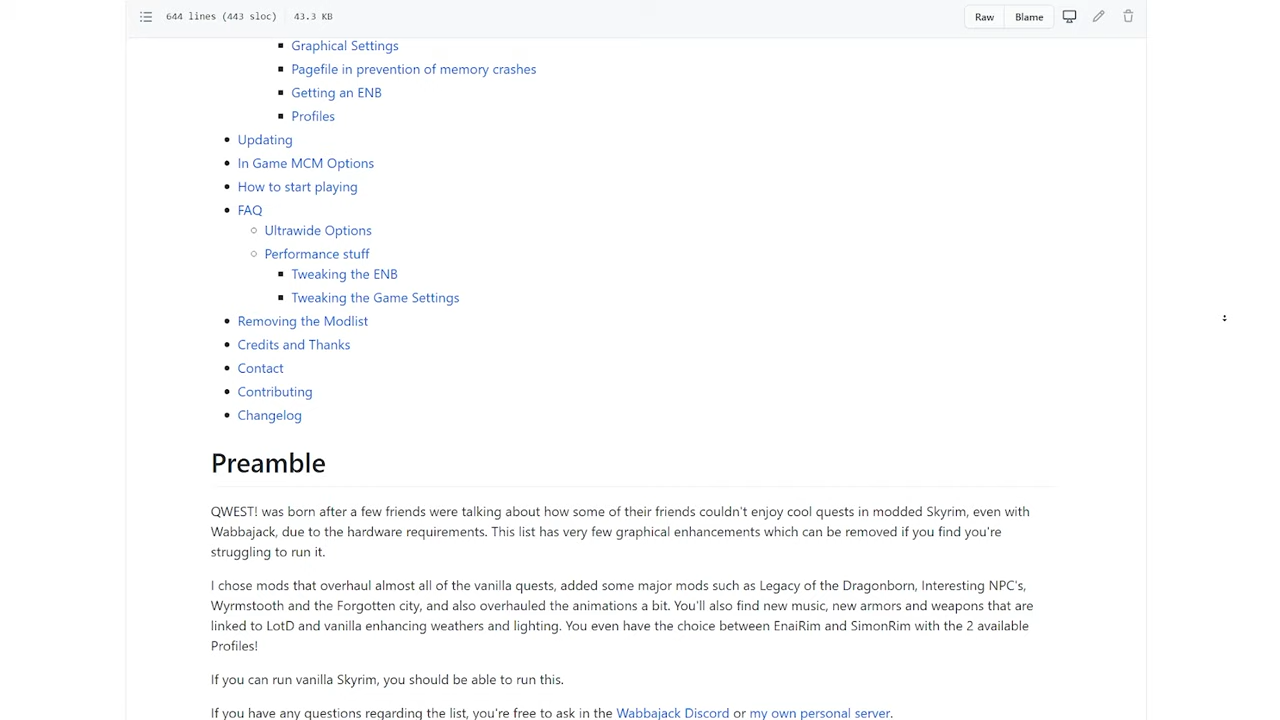 644 lines (443 sloc) 43.3 KB Raw Blame
Graphical Settings
Pagefile in prevention of memory crashes
Getting an ENB
Profiles
Updating
In Game MCM Options
How to start playing
FAQ
Ultrawide Options
Performance stuff
Tweaking the ENB
Tweaking the Game Settings
Removing the Modlist
Credits and Thanks
Contact
Contributing
Changelog
Preamble
QWEST! was born after a few friends were talking about how some of their friends couldn't enjoy cool quests in modded Skyrim, even with
Wabbajack, due to the hardware requirements. This list has very few graphical enhancements which can be removed if you find you're
struggling to run it.
I chose mods that overhaul almost all of the vanilla quests, added some major mods such as Legacy of the Dragonborn, Interesting NPC's,
Wyrmstooth and the Forgotten city, and also overhauled the animations a bit. You'll also find new music, new armors and weapons that are
linked to LotD and vanilla enhancing weathers and lighting. You even have the choice between EnaiRim and SimonRim with the 2 available
Profiles!
If you can run vanilla Skyrim, you should be able to run this.
If you have any questions regarding the list, you're free to ask in the Wabbajack Discord or my own personal server.